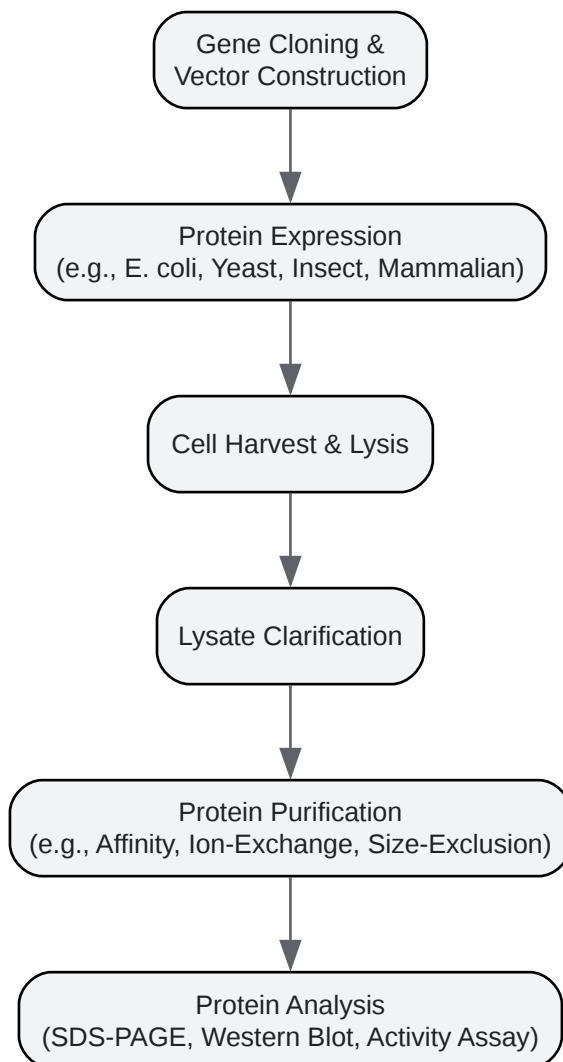 Gene Cloning &
Vector Construction
Protein Expression
(e.g., E. coli, Yeast, Insect, Mammalian)
Cell Harvest & Lysis
Lysate Clarification
Protein Purification
(e.g., Affinity, Ion-Exchange, Size-Exclusion)
Protein Analysis
(SDS-PAGE, Western Blot, Activity Assay)